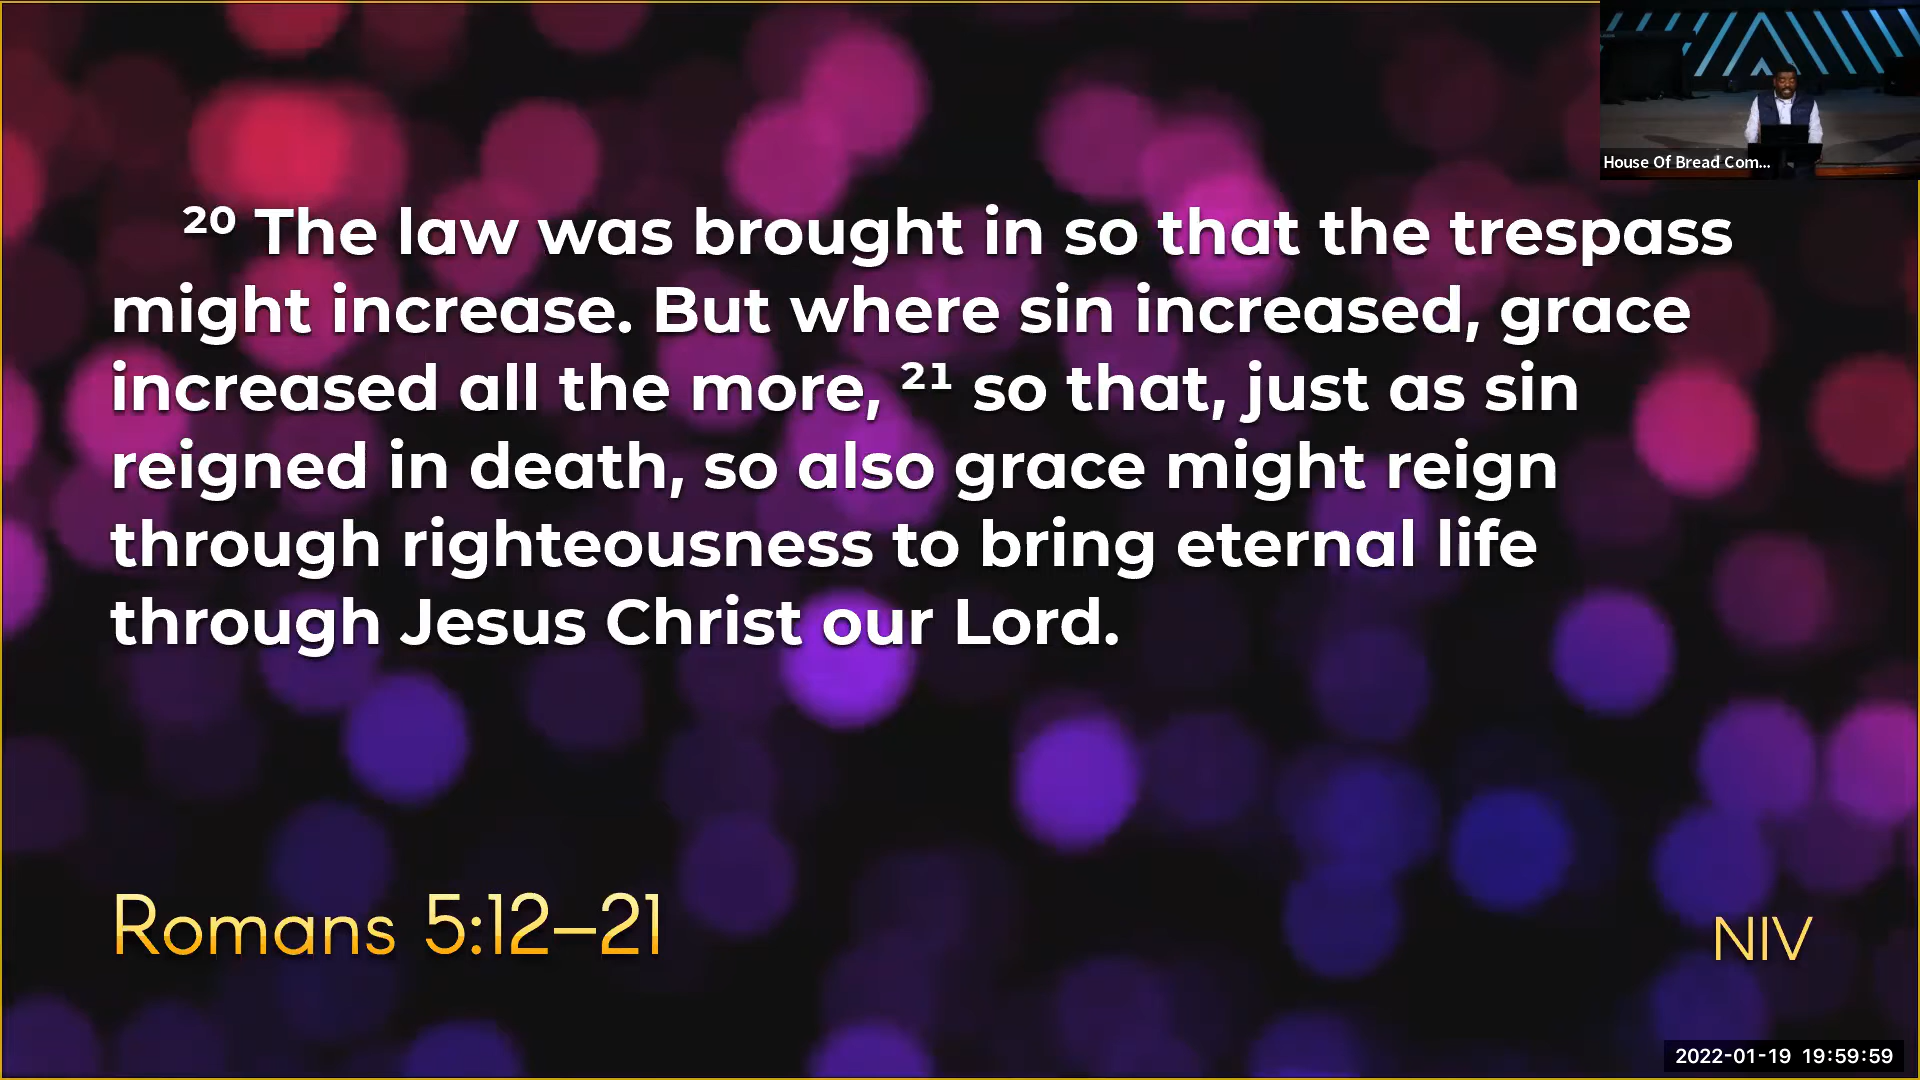 House Of Bread Com...
²⁰ The law was brought in so that the trespass
might increase. But where sin increased, grace
increased all the more, ²¹ so that, just as sin
reigned in death, so also grace might reign
through righteousness to bring eternal life
through Jesus Christ our Lord.
Romans 5:12–21
NIV
2022-01-19 19:59:59